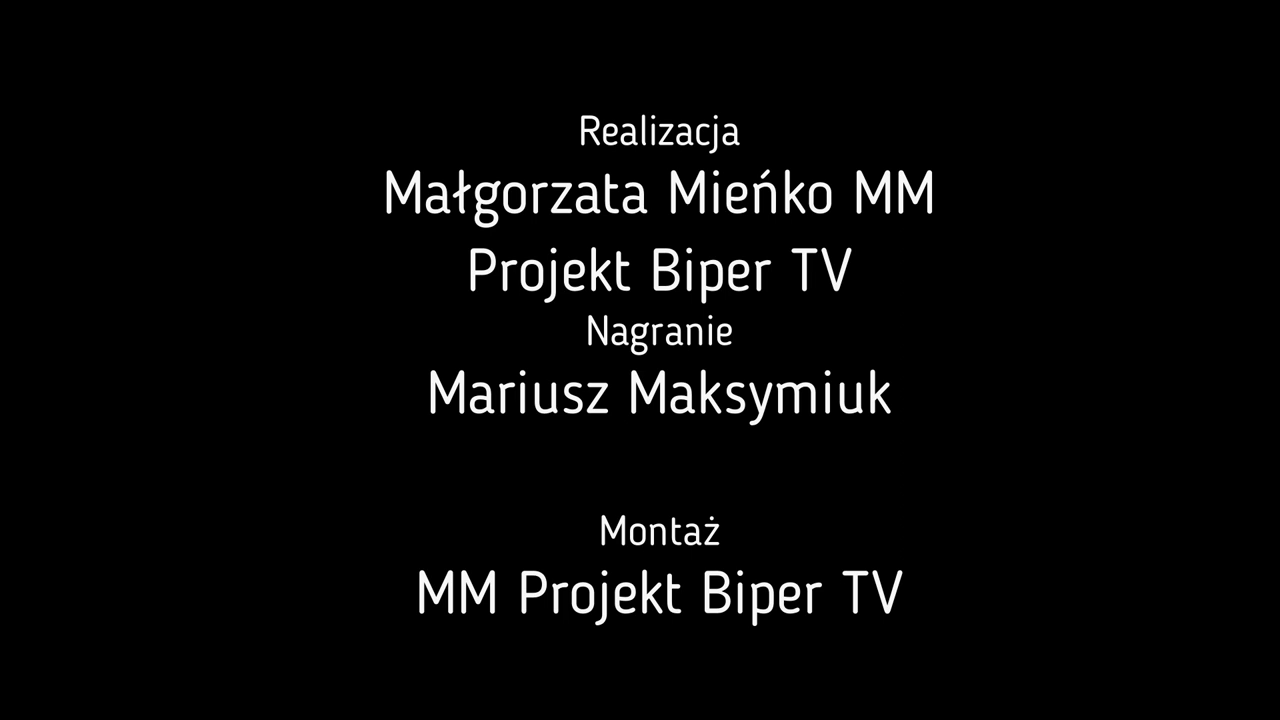 Realizacja
Małgorzata Mieńko MM
Projekt Biper TV
Nagranie
Mariusz Maksymiuk
Montaż
MM Projekt Biper TV